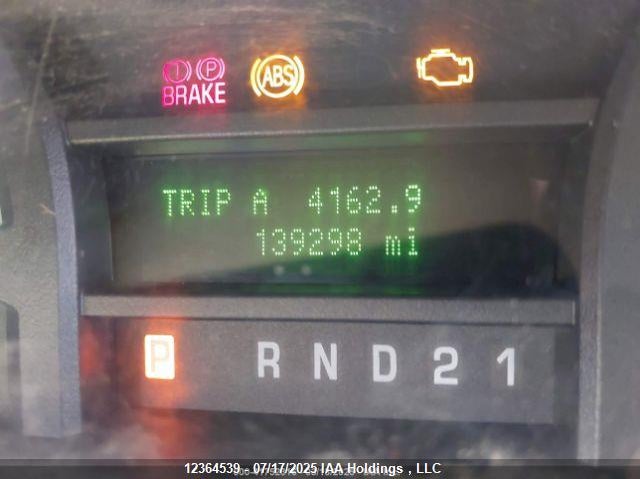 (!) (P) ABS
BRAKE
TRIP A 4162.9
139298 mi
P R N D 2 1
12364539 07/17/2025 IAA Holdings , LLC